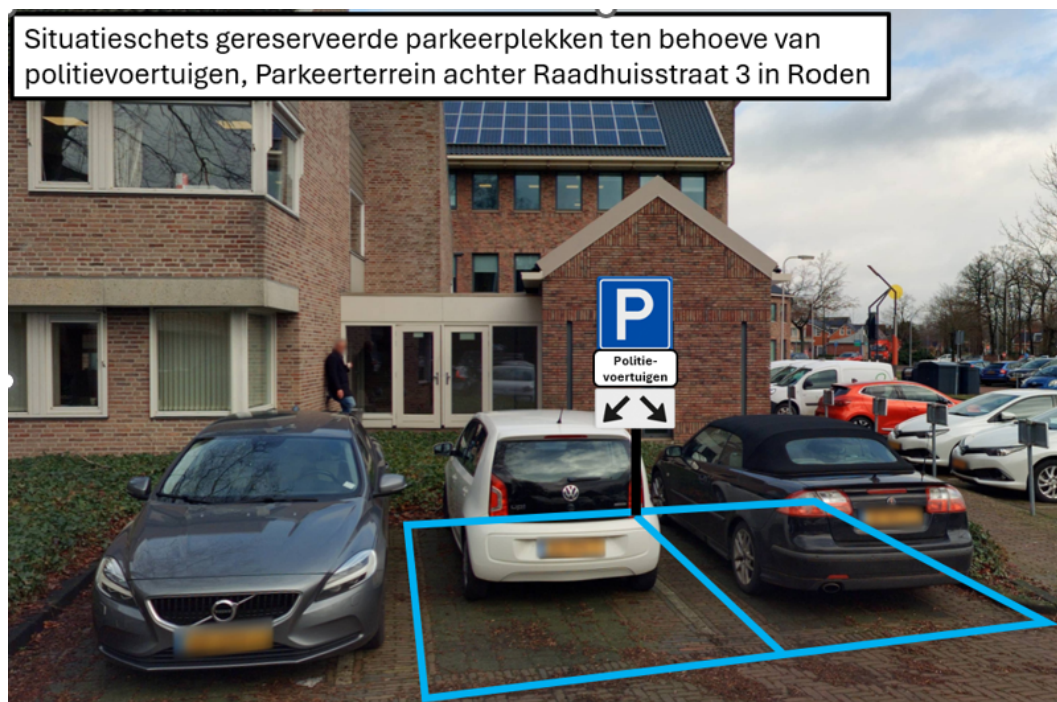 Situatieschets gereserveerde parkeerplekken ten behoeve van
politievoertuigen, Parkeerterrein achter Raadhuisstraat 3 in Roden
P
Politie-
voertuigen